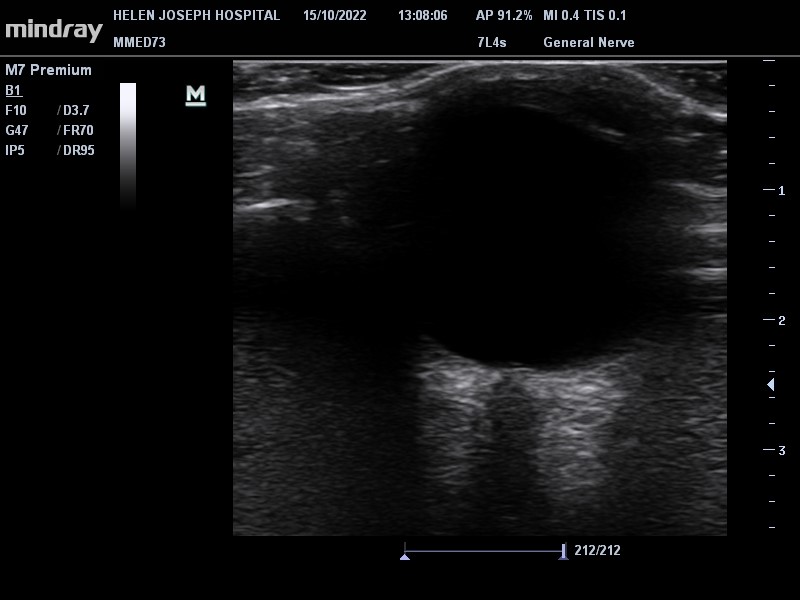 mindray
HELEN JOSEPH HOSPITAL 15/10/2022 13:08:06 AP 91.2% MI 0.4 TIS 0.1
MMED73 7L4s General Nerve
M7 Premium
B1
F10 / D3.7
G47 / FR70
IP5 / DR95
M
1
2
3
212/212